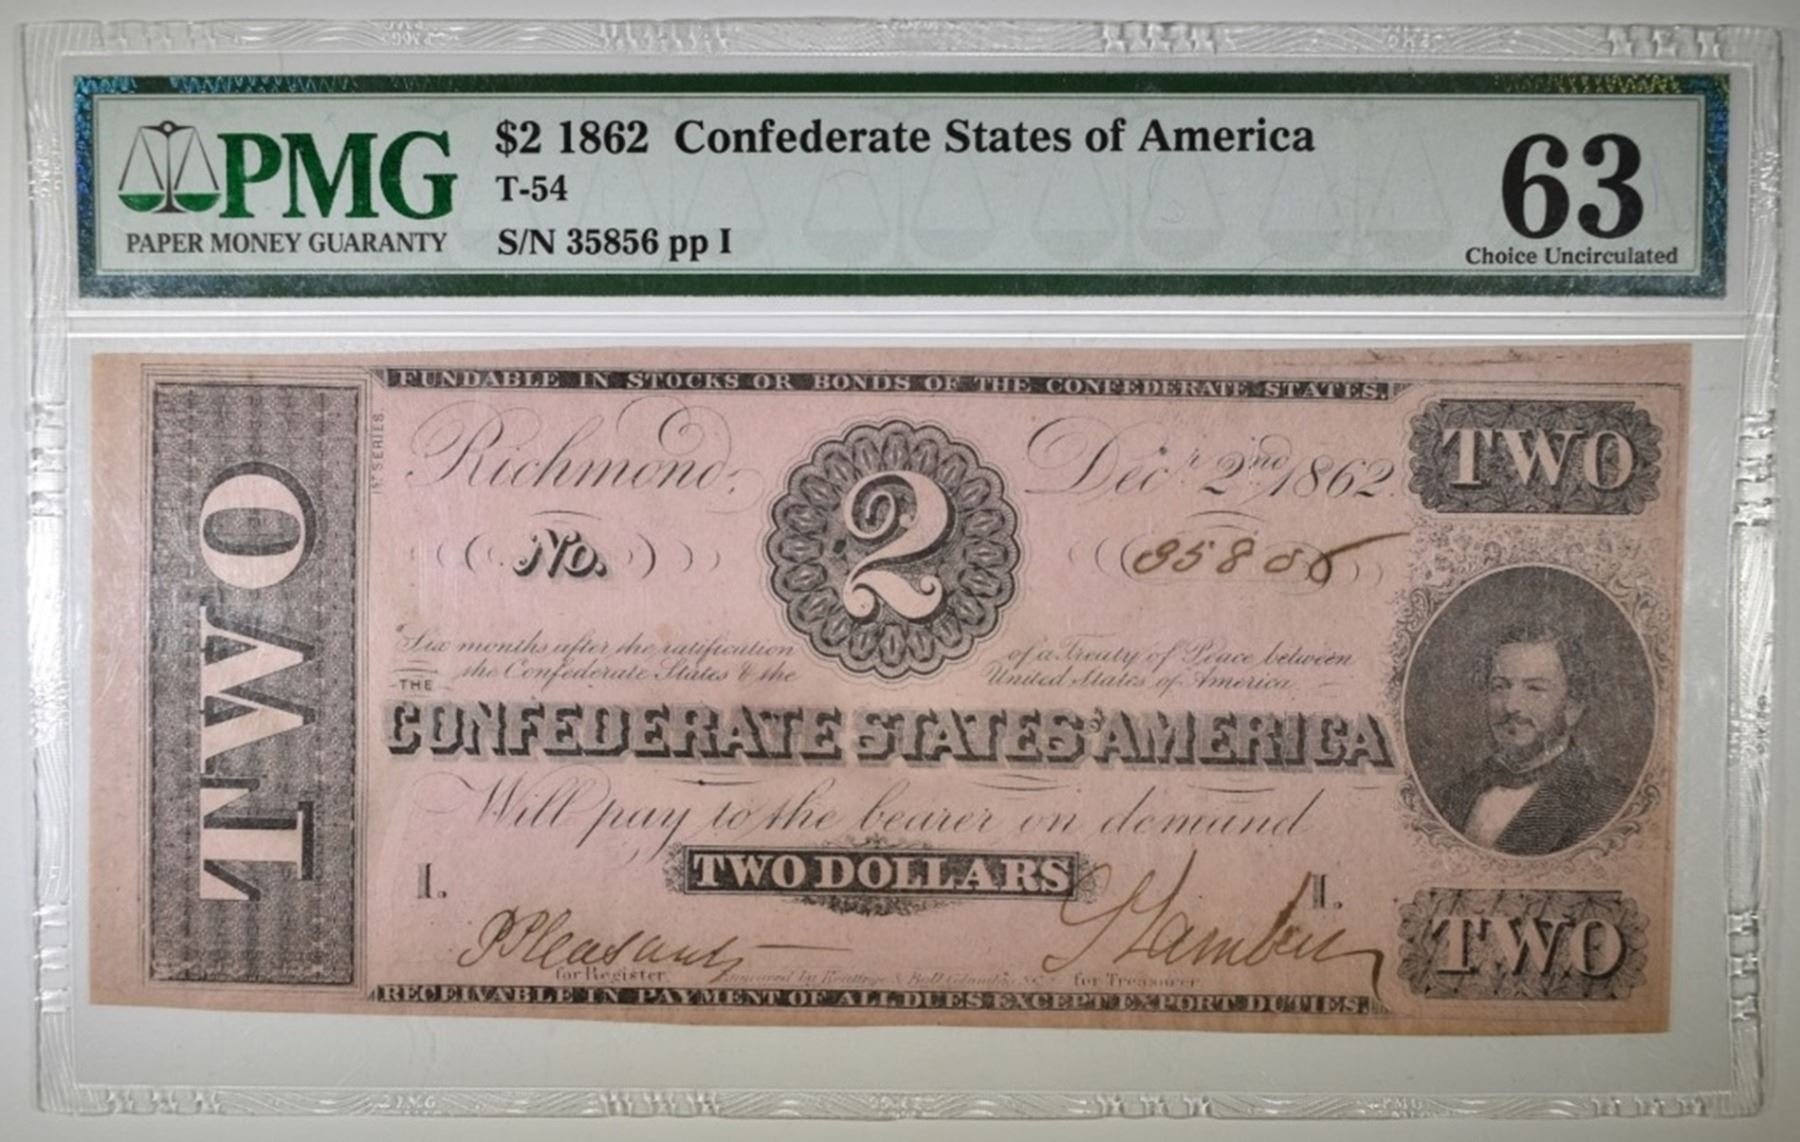 PMG
PAPER MONEY GUARANTY
$2 1862 Confederate States of America
T-54
S/N 35856 pp I
63
Choice Uncirculated
FUNDABLE IN STOCKS OR BONDS OF THE CONFEDERATE STATES.
1ST SERIES.
TWO
Richmond,
2
Decr. 2nd 1862.
TWO
No.
35856
Six months after the ratification
of a Treaty of Peace between
the Confederate States & the
United States of America
THE
CONFEDERATE STATES OF AMERICA
Will pay to the bearer on demand
I.
TWO DOLLARS
I.
for Register
for Treasurer
TWO
RECEIVABLE IN PAYMENT OF ALL DUES EXCEPT EXPORT DUTIES.